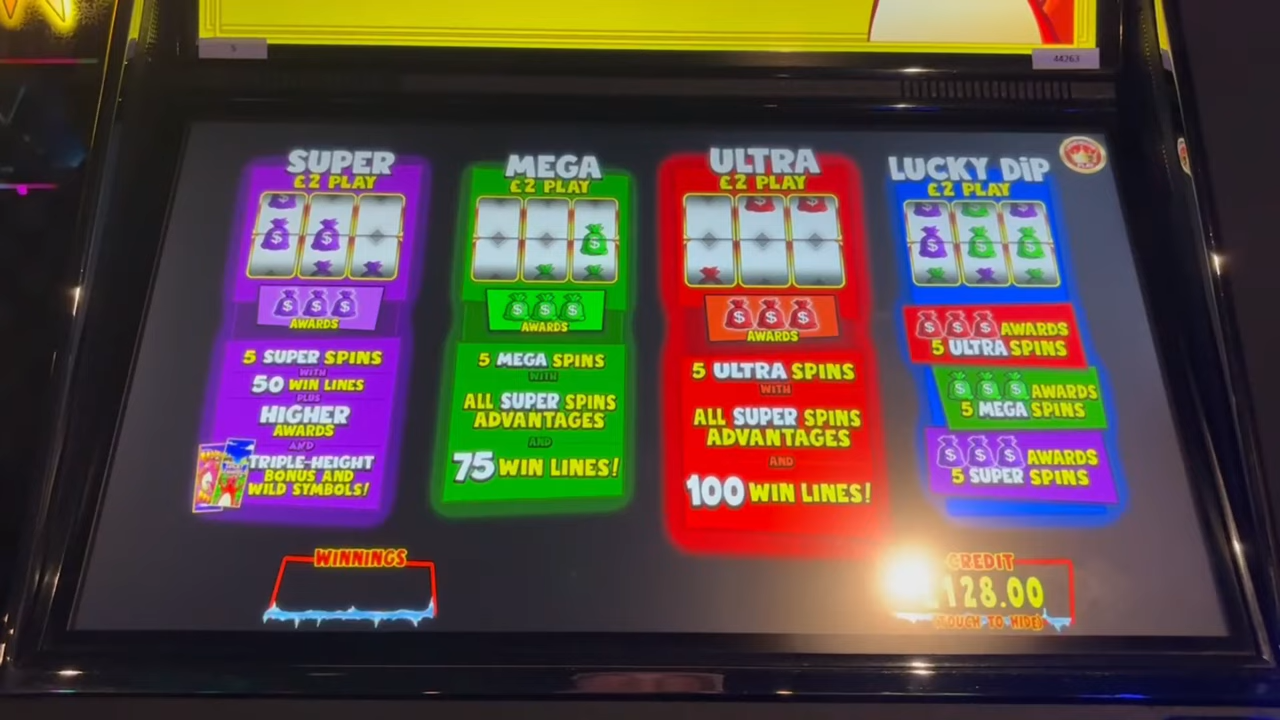 5
44263
SUPER
£2 PLAY
AWARDS
5 SUPER SPINS
WITH
50 WIN LINES
PLUS
HIGHER
AWARDS
AND
TRIPLE-HEIGHT
BONUS AND
WILD SYMBOLS!
MEGA
£2 PLAY
AWARDS
5 MEGA SPINS
WITH
ALL SUPER SPINS
ADVANTAGES
AND
75 WIN LINES!
ULTRA
£2 PLAY
AWARDS
5 ULTRA SPINS
WITH
ALL SUPER SPINS
ADVANTAGES
AND
100 WIN LINES!
LUCKY DiP
£2 PLAY
AWARDS
5 ULTRA SPINS
AWARDS
5 MEGA SPINS
AWARDS
5 SUPER SPINS
WINNINGS
CREDIT
£128.00
(TOUCH TO HIDE)